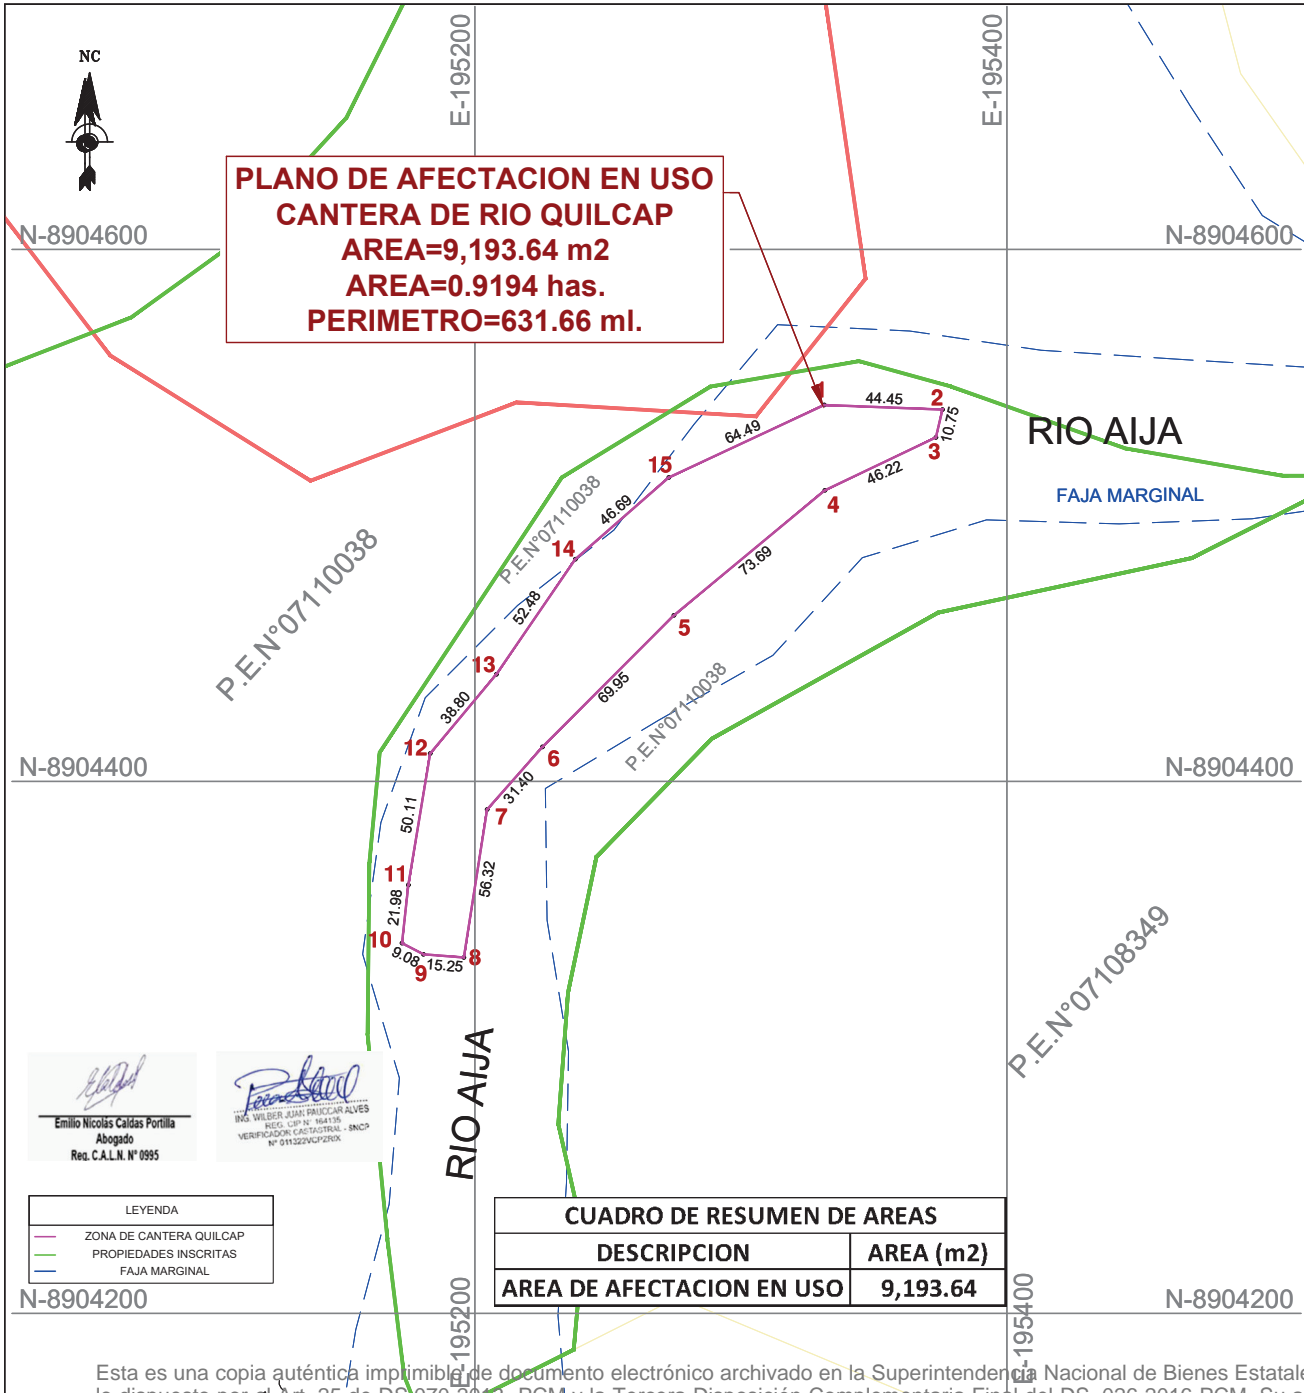 NC
E-195200
E-195400
PLANO DE AFECTACION EN USO
CANTERA DE RIO QUILCAP
AREA=9,193.64 m2
AREA=0.9194 has.
PERIMETRO=631.66 ml.
N-8904600
N-8904600
1
44.45
2
10.75
3
RIO AIJA
64.49
46.22
15
4
FAJA MARGINAL
46.69
P.E.N°07110038
14
73.69
P.E.N°07110038
52.48
5
13
69.95
38.80
P.E.N°07110038
12
6
N-8904400
N-8904400
31.40
7
50.11
11
56.32
21.98
10
9.08
9
15.25
8
P.E.N°07108349
RIO AIJA
Emilio Nicolás Caldas Portilla
Abogado
Reg. C.A.L.N. N° 0995
ING. WILBER JUAN PAUCCAR ALVES
REG. CIP N° 164135
VERIFICADOR CASTASTRAL - SNCP
N° 011322VCPZRIX
LEYENDA
ZONA DE CANTERA QUILCAP
PROPIEDADES INSCRITAS
FAJA MARGINAL
CUADRO DE RESUMEN DE AREAS
DESCRIPCION AREA (m2)
AREA DE AFECTACION EN USO 9,193.64
N-8904200
N-8904200
E-195200
E-195400
Esta es una copia auténtica imprimible de documento electrónico archivado en la Superintendencia Nacional de Bienes Estatale